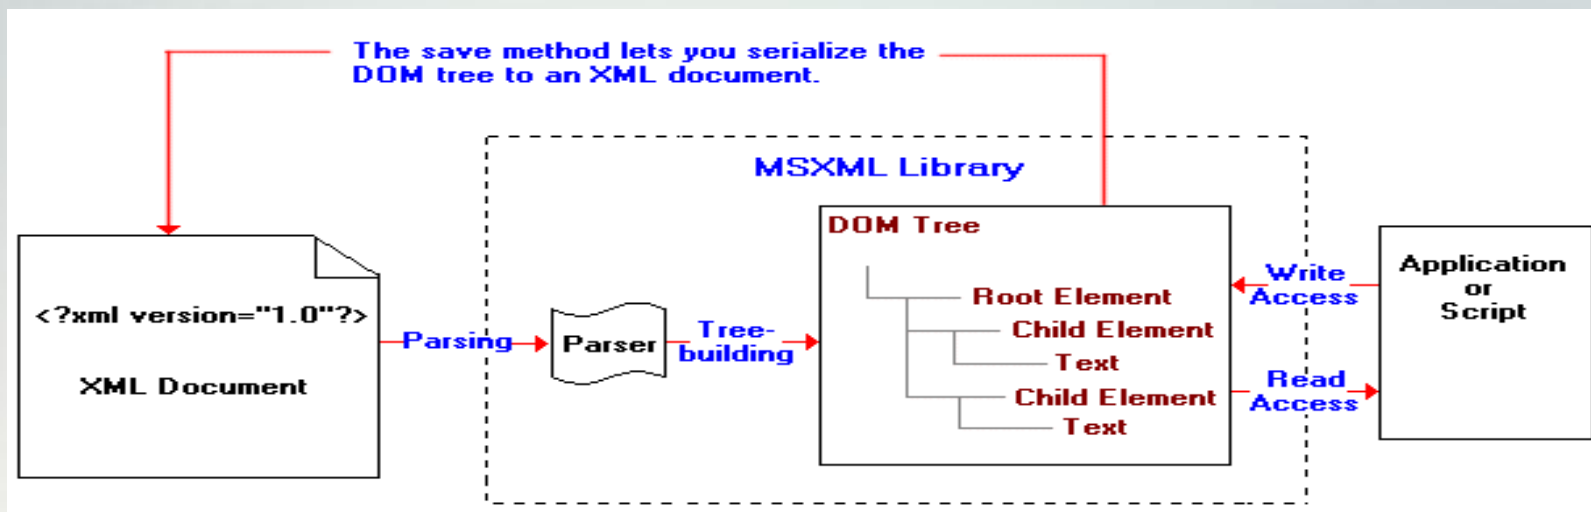 The save method lets you serialize the
DOM tree to an XML document.
MSXML Library
<?xml version="1.0"?>
XML Document
Parsing
Parser
Tree-
building
DOM Tree
Root Element
Child Element
Text
Child Element
Text
Write
Access
Read
Access
Application
or
Script